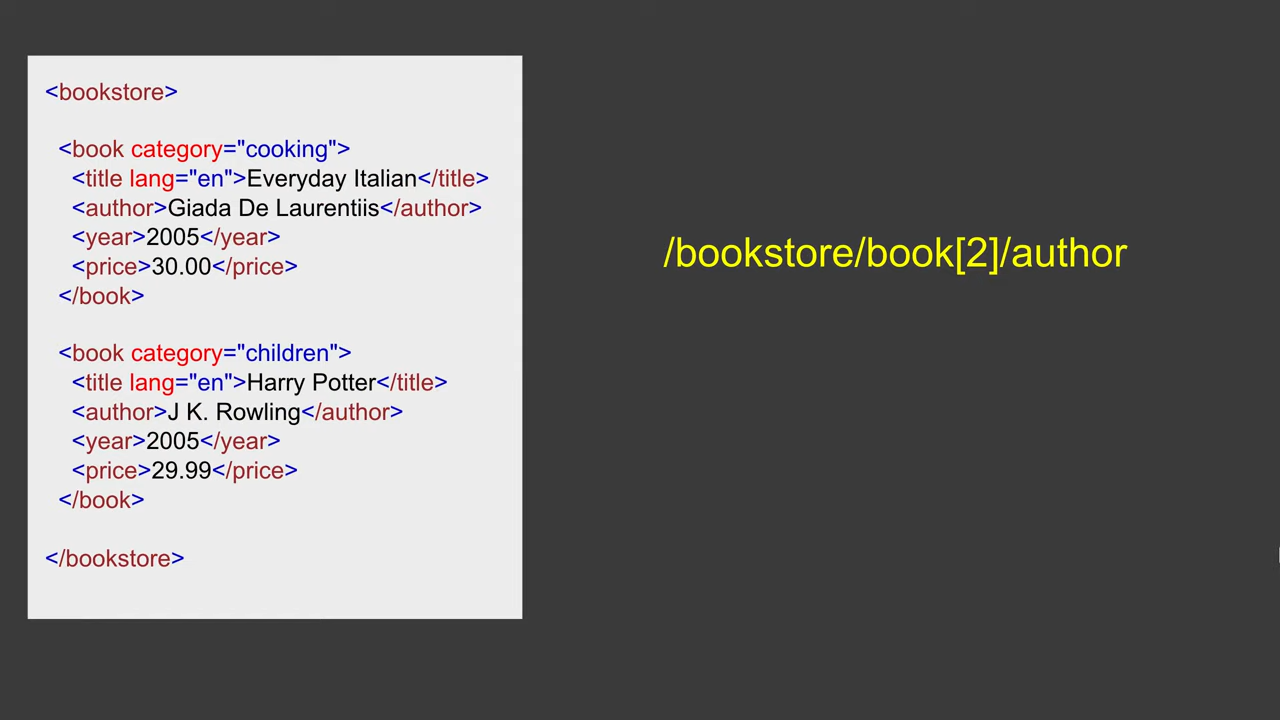 <bookstore>
<book category="cooking">
<title lang="en">Everyday Italian</title>
<author>Giada De Laurentiis</author>
<year>2005</year>
<price>30.00</price>
</book>
<book category="children">
<title lang="en">Harry Potter</title>
<author>J K. Rowling</author>
<year>2005</year>
<price>29.99</price>
</book>
</bookstore>
/bookstore/book[2]/author